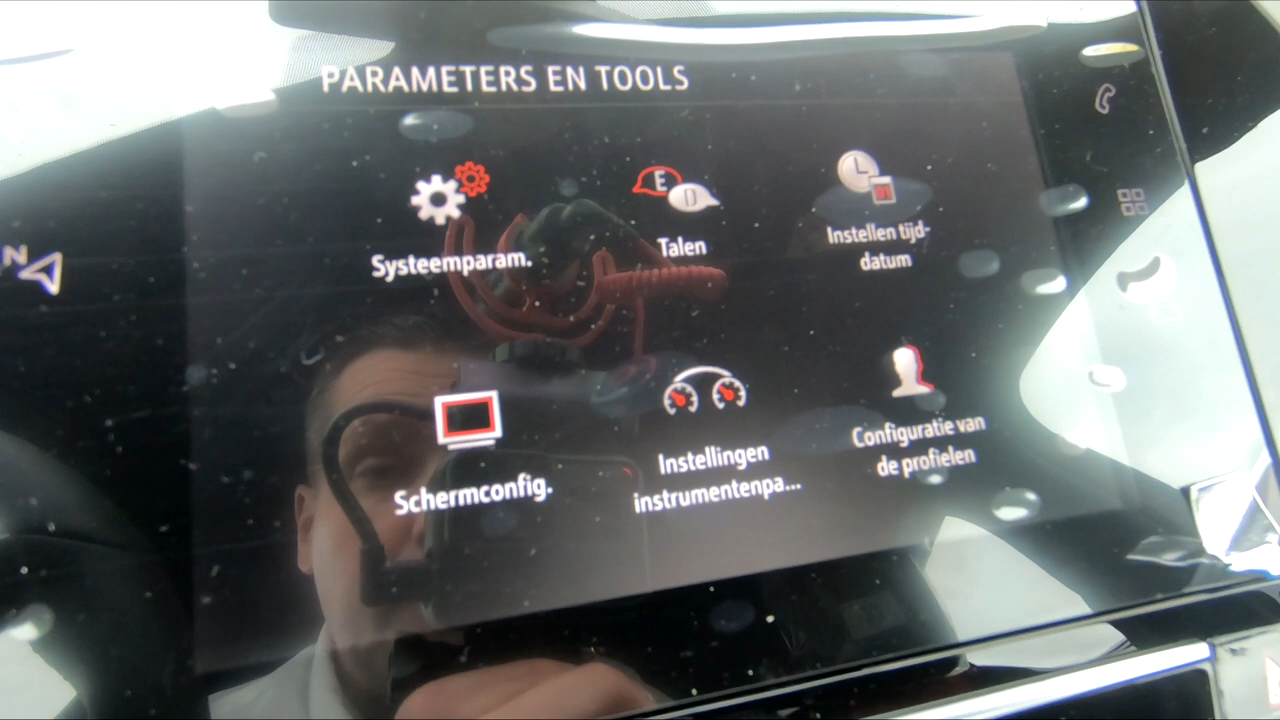 PARAMETERS EN TOOLS
N
E
D
Systeemparam.
Talen
Instellen tijd-
datum
Schermconfig.
Instellingen
instrumentenpa...
Configuratie van
de profielen